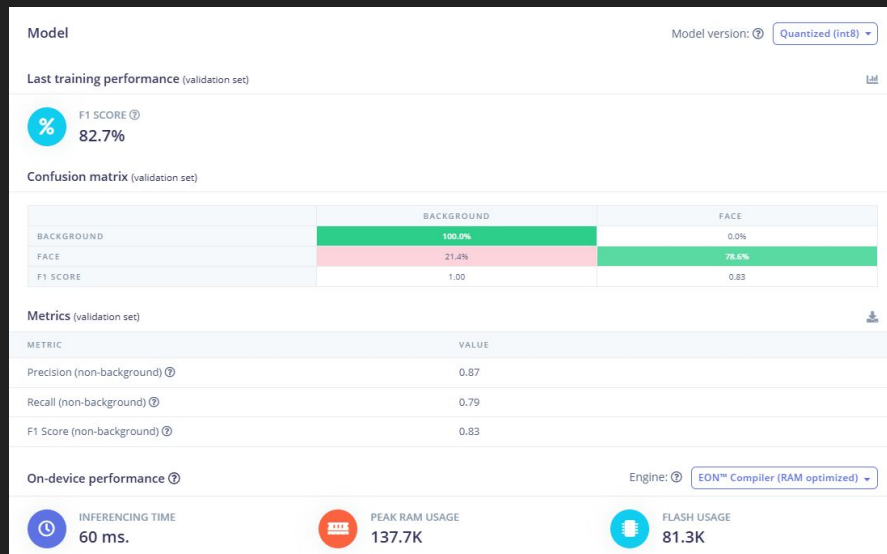 Model
Model version: Quantized (int8)
Last training performance (validation set)
%
F1 SCORE
82.7%
Confusion matrix (validation set)
BACKGROUND FACE
BACKGROUND 100.0% 0.0%
FACE 21.4% 78.6%
F1 SCORE 1.00 0.83
Metrics (validation set)
METRIC VALUE
Precision (non-background) 0.87
Recall (non-background) 0.79
F1 Score (non-background) 0.83
On-device performance Engine: EON™ Compiler (RAM optimized)
INFERENCING TIME PEAK RAM USAGE FLASH USAGE
60 ms. 137.7K 81.3K